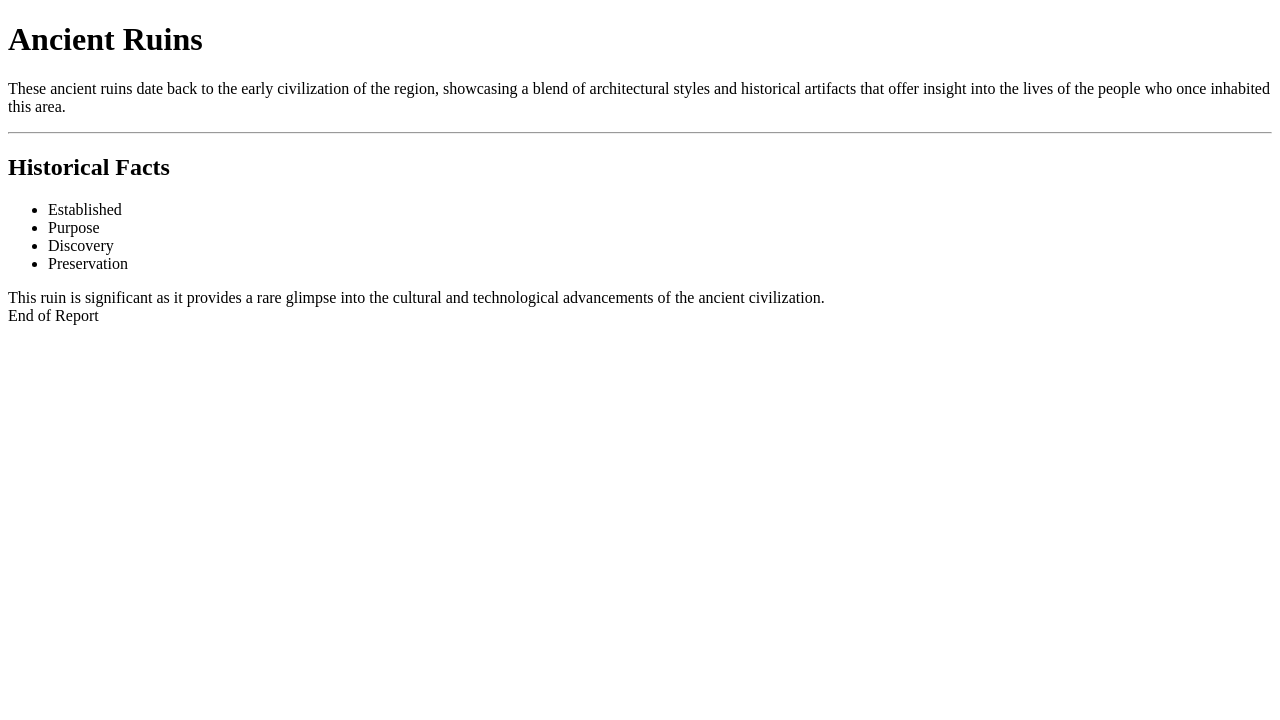 Ancient Ruins
These ancient ruins date back to the early civilization of the region, showcasing a blend of architectural styles and historical artifacts that offer insight into the lives of the people who once inhabited
this area.
Historical Facts
Established
Purpose
Discovery
Preservation
This ruin is significant as it provides a rare glimpse into the cultural and technological advancements of the ancient civilization.
End of Report